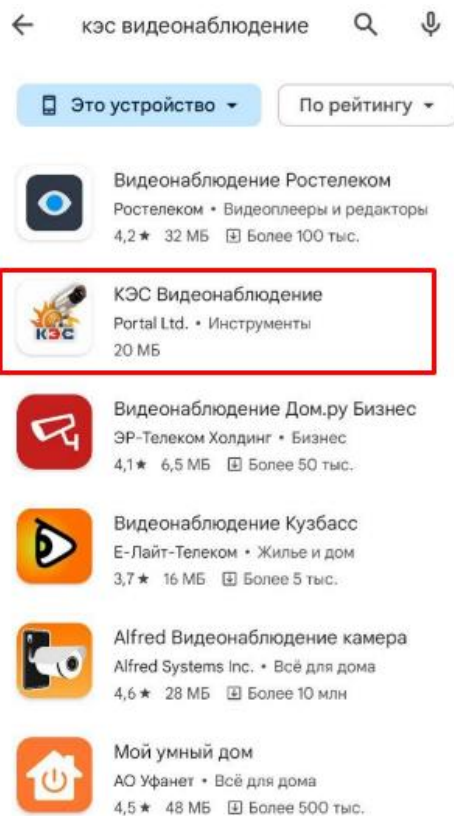 кэс видеонаблюдение
Это устройство
По рейтингу
Видеонаблюдение Ростелеком
Ростелеком • Видеоплееры и редакторы
4,2★ 32 МБ Более 100 тыс.
КЭС
КЭС Видеонаблюдение
Portal Ltd. • Инструменты
20 МБ
Видеонаблюдение Дом.ру Бизнес
ЭР-Телеком Холдинг • Бизнес
4,1★ 6,5 МБ Более 50 тыс.
Видеонаблюдение Кузбасс
Е-Лайт-Телеком • Жилье и дом
3,7★ 16 МБ Более 5 тыс.
Alfred Видеонаблюдение камера
Alfred Systems Inc. • Всё для дома
4,6★ 28 МБ Более 10 млн
Мой умный дом
АО Уфанет • Всё для дома
4,5★ 48 МБ Более 500 тыс.